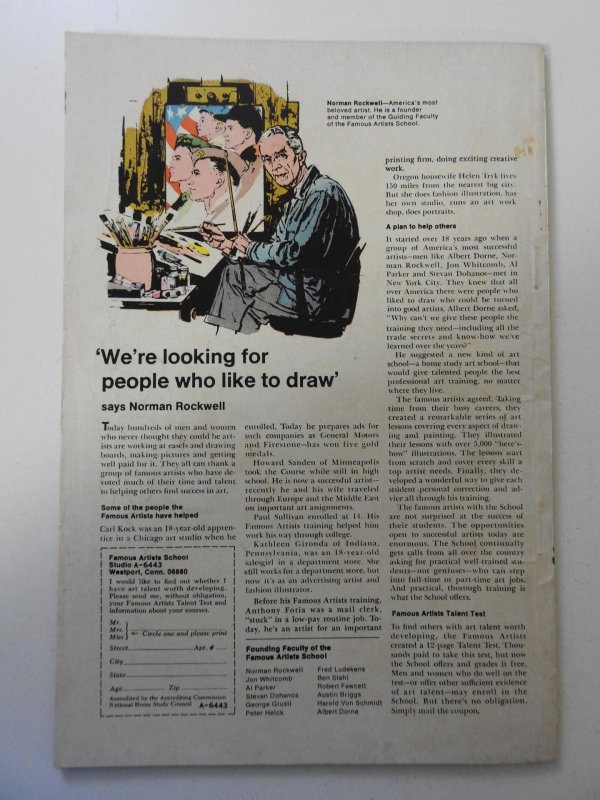 Norman Rockwell—America's most
beloved artist. He is a founder
and member of the Guiding Faculty
of the Famous Artists School.
'We're looking for
people who like to draw'
says Norman Rockwell
Today hundreds of men and women
who never thought they could be art-
ists are working at easels and drawing
boards, making pictures and getting
well paid for it. They all can thank a
group of famous artists who have de-
voted much of their time and talent
to helping others find success in art.
Some of the people the
Famous Artists have helped
Carl Kock was an 18-year-old appren-
tice in a Chicago art studio when he
enrolled. Today he prepares ads for
such companies as General Motors
and Firestone—has won five gold
medals.
Howard Sanden of Minneapolis
took the Course while still in high
school. He is now a successful artist—
recently he and his wife traveled
through Europe and the Middle East
on important art assignments.
Paul Sullivan enrolled at 14. His
Famous Artists training helped him
work his way through college.
Kathleen Gironda of Indiana,
Pennsylvania, was an 18-year-old
salegirl in a department store. She
still works for a department store, but
now it's as an advertising artist and
fashion illustrator.
Before his Famous Artists training,
Anthony Fotia was a mail clerk,
"stuck" in a low-pay routine job. To-
day, he's an artist for an important
printing firm, doing exciting creative
work.
Oregon housewife Helen Tryk lives
150 miles from the nearest big city.
But she does fashion illustration, has
her own studio, runs an art work
shop, does portraits.
A plan to help others
It started over 18 years ago when a
group of America's most successful
artists—men like Albert Dorne, Nor-
man Rockwell, Jon Whitcomb, Al
Parker and Stevan Dohanos—met in
New York City. They knew that all
over America there were people who
liked to draw who could be turned
into good artists. Albert Dorne asked,
"Why can't we give these people the
training they need—including all the
trade secrets and know-how we've
learned over the years?"
He suggested a new kind of art
school—a home study art school—that
would give talented people the best
professional art training, no matter
where they live.
The famous artists agreed. Taking
time from their busy careers, they
created a remarkable series of art
lessons covering every aspect of draw-
ing and painting. They illustrated
their lessons with over 5,000 "here's-
how" illustrations. The lessons start
from scratch and cover every skill a
top artist needs. Finally, they de-
veloped a wonderful way to give each
student personal correction and ad-
vice all through his training.
The famous artists with the School
are not surprised at the success of
their students. The opportunities
open to successful artists today are
enormous. The School continually
gets calls from all over the country
asking for practical well-trained stu-
dents—not geniuses—who can step
into full-time or part-time art jobs.
And practical, thorough training is
what the School offers.
Famous Artists Talent Test
To find others with art talent worth
developing, the Famous Artists
created a 12-page Talent Test. Thou-
sands paid to take this test, but now
the School offers and grades it free.
Men and women who do well on the
test—or offer other sufficient evidence
of art talent—may enroll in the
School. But there's no obligation.
Simply mail the coupon.
Famous Artists School
Studio A-6443
Westport, Conn. 06880
I would like to find out whether I
have art talent worth developing.
Please send me, without obligation,
your Famous Artists Talent Test and
information about your courses.
Mr.
Mrs.
Miss ← Circle one and please print
Street Apt. #
City
State
Age Zip
Accredited by the Accrediting Commission
National Home Study Council A-6443
Founding Faculty of the
Famous Artists School
Norman Rockwell
Jon Whitcomb
Al Parker
Stevan Dohanos
George Giusti
Peter Helck
Fred Ludekens
Ben Stahl
Robert Fawcett
Austin Briggs
Harold Von Schmidt
Albert Dorne